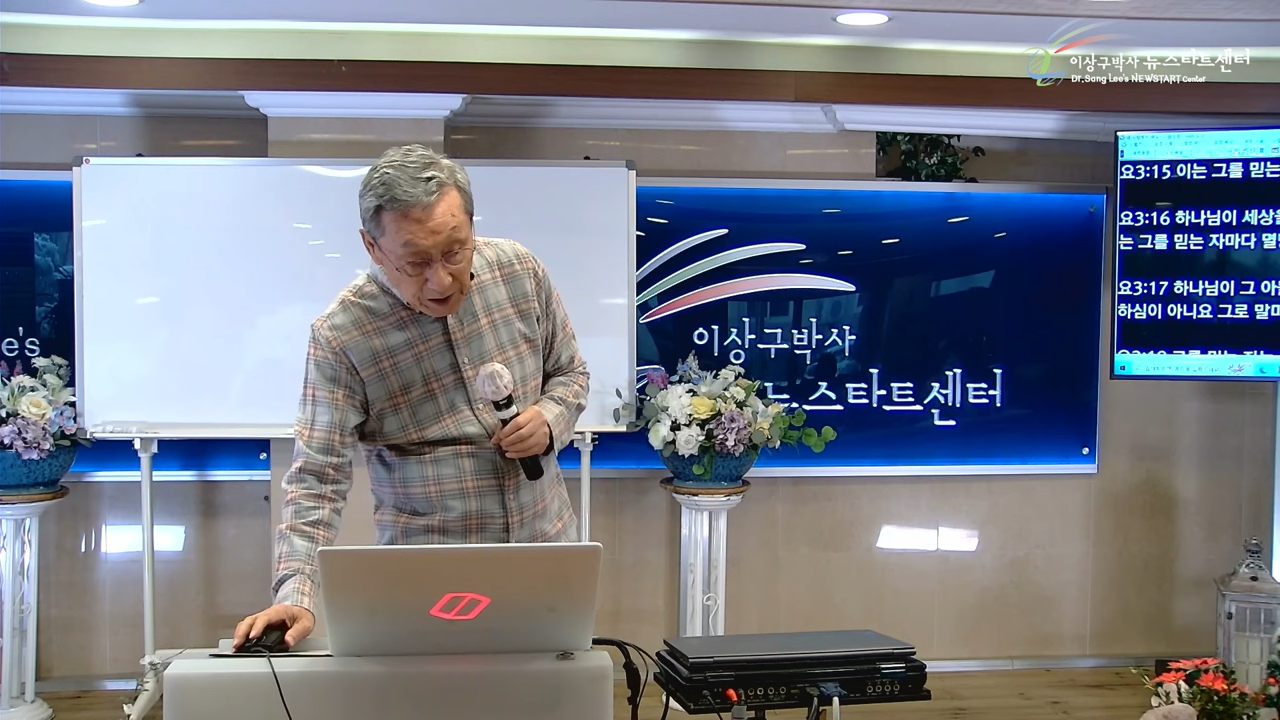 이상구박사 뉴스타트센터
Dr.Sang Lee's NEWSTART Center
요3:15 이는 그를 믿는
요3:16 하나님이 세상을
는 그를 믿는 자마다 멸
요3:17 하나님이 그 아
하심이 아니요 그로 말미
e's
이상구박사
뉴스타트센터